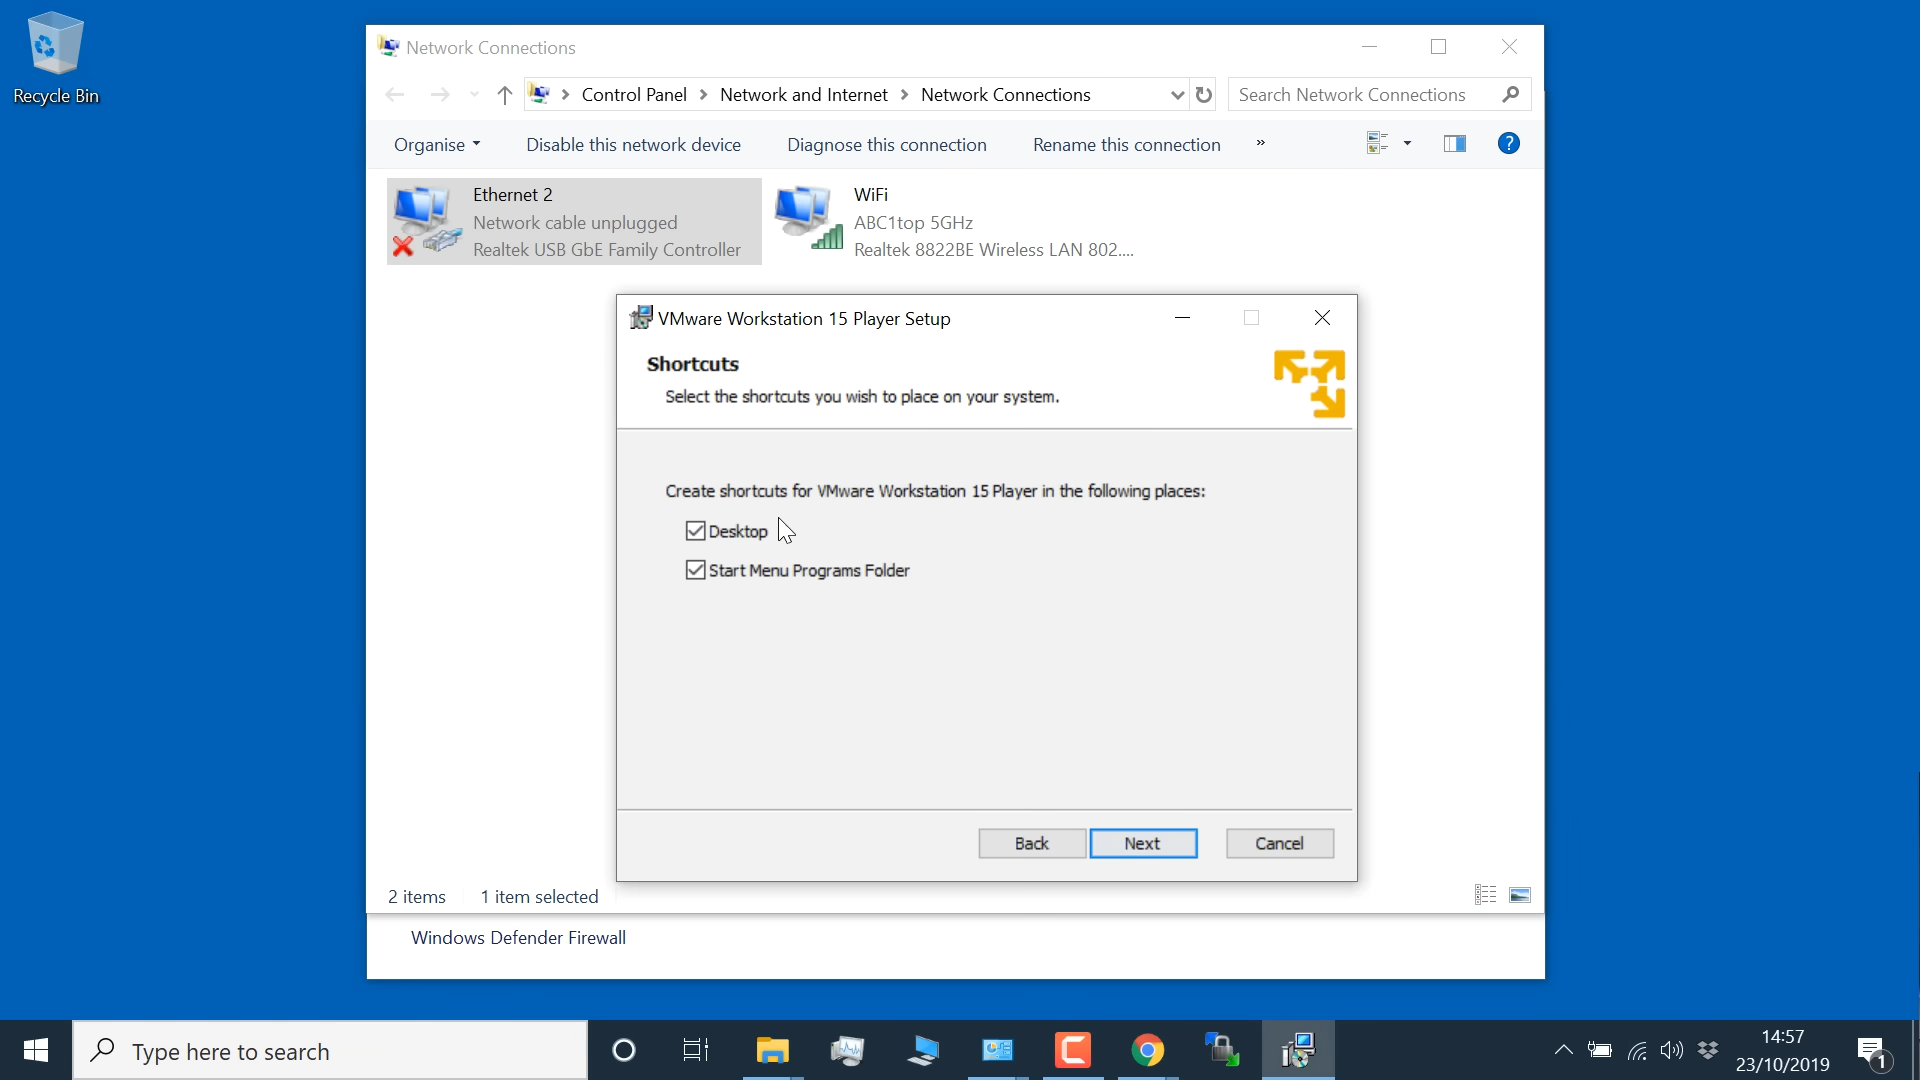 Recycle Bin
Network Connections
Control Panel > Network and Internet > Network Connections
Search Network Connections
Organise
Disable this network device
Diagnose this connection
Rename this connection
»
?
Ethernet 2
Network cable unplugged
Realtek USB GbE Family Controller
WiFi
ABC1top 5GHz
Realtek 8822BE Wireless LAN 802....
VMware Workstation 15 Player Setup
Shortcuts
Select the shortcuts you wish to place on your system.
Create shortcuts for VMware Workstation 15 Player in the following places:
Desktop
Start Menu Programs Folder
Back
Next
Cancel
2 items
1 item selected
Windows Defender Firewall
Type here to search
14:57
23/10/2019
1